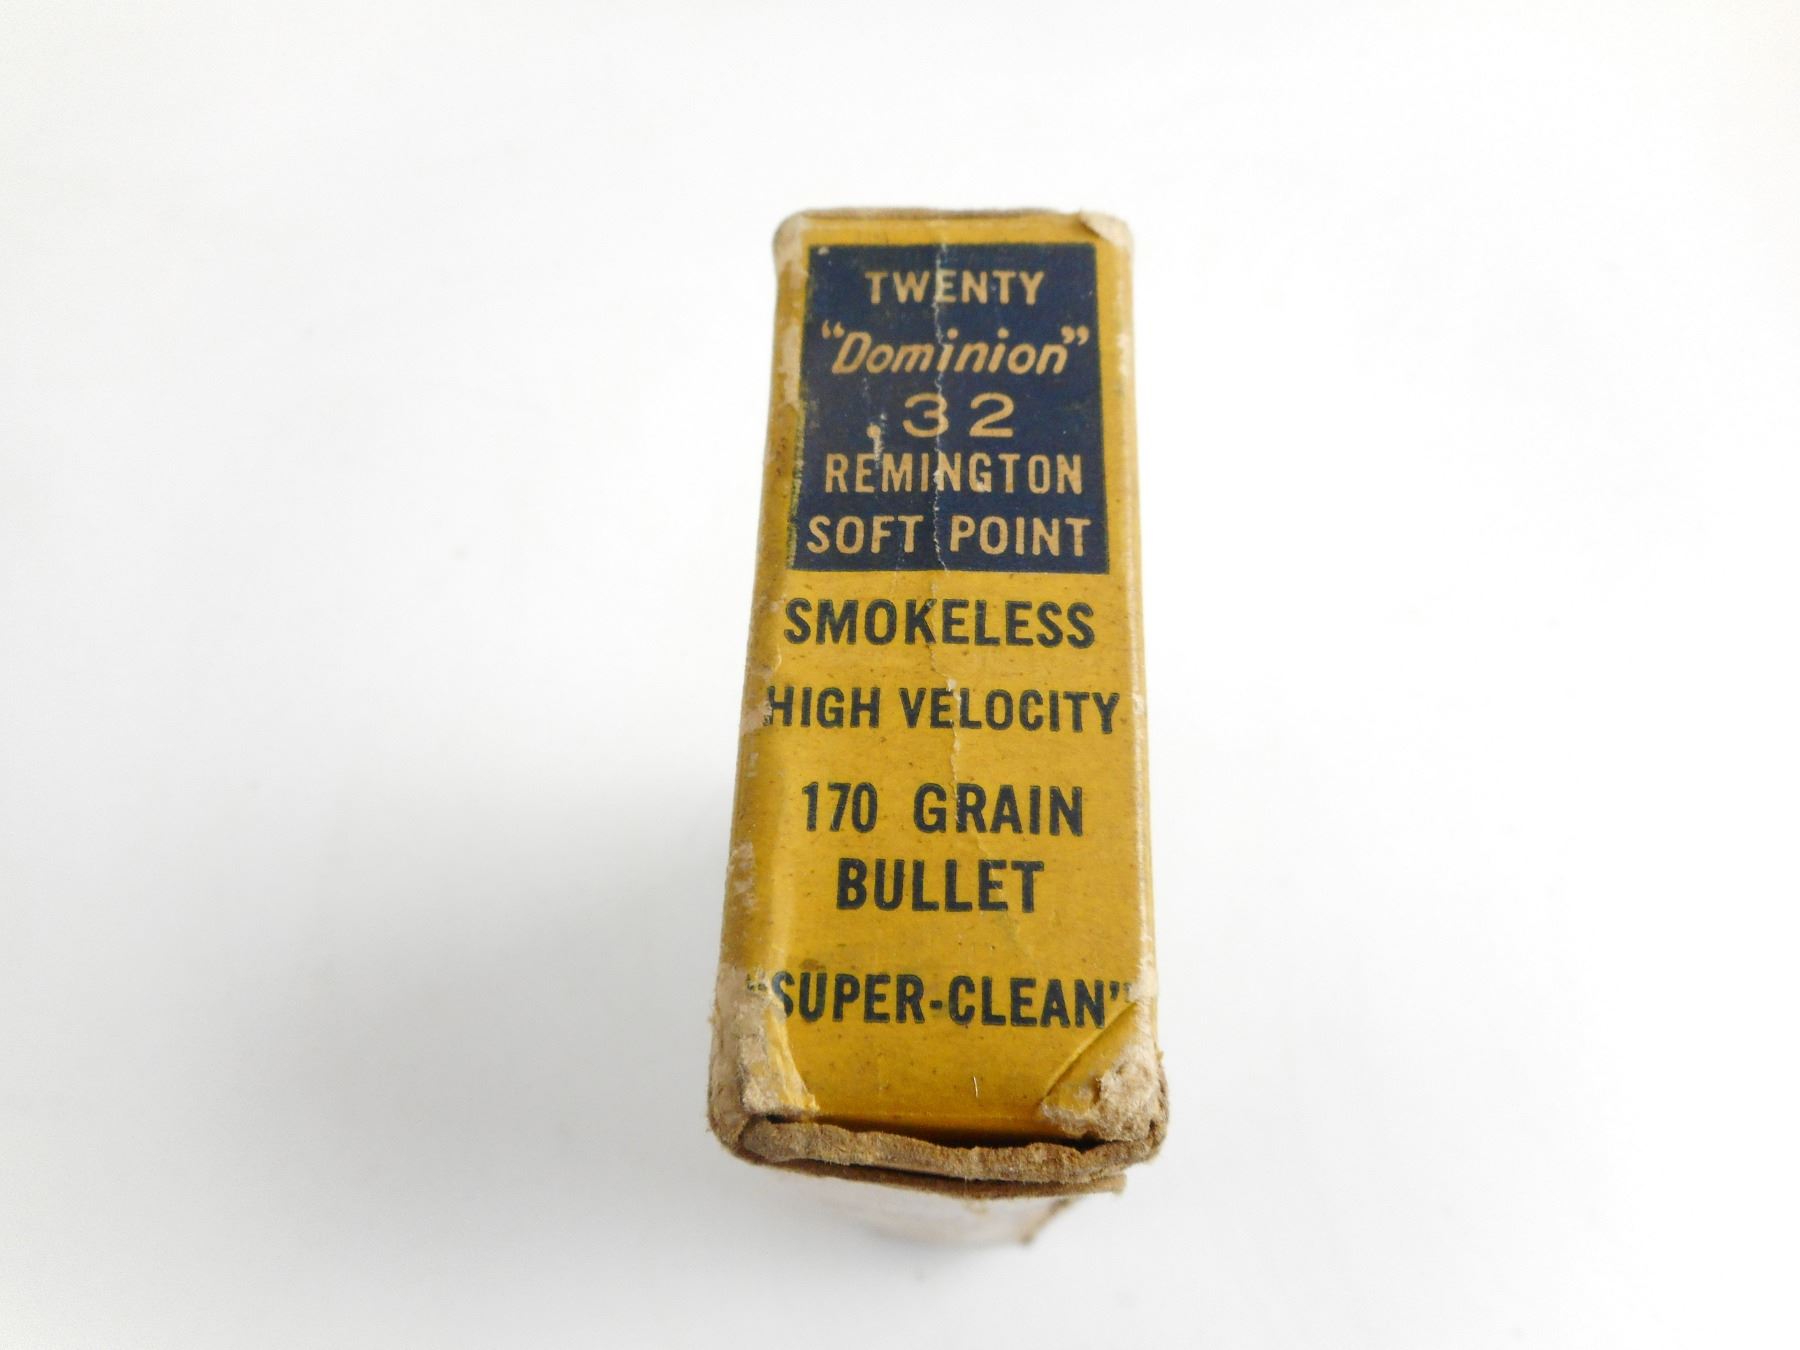 TWENTY
"Dominion"
.32
REMINGTON
SOFT POINT
SMOKELESS
HIGH VELOCITY
170 GRAIN
BULLET
"SUPER-CLEAN"